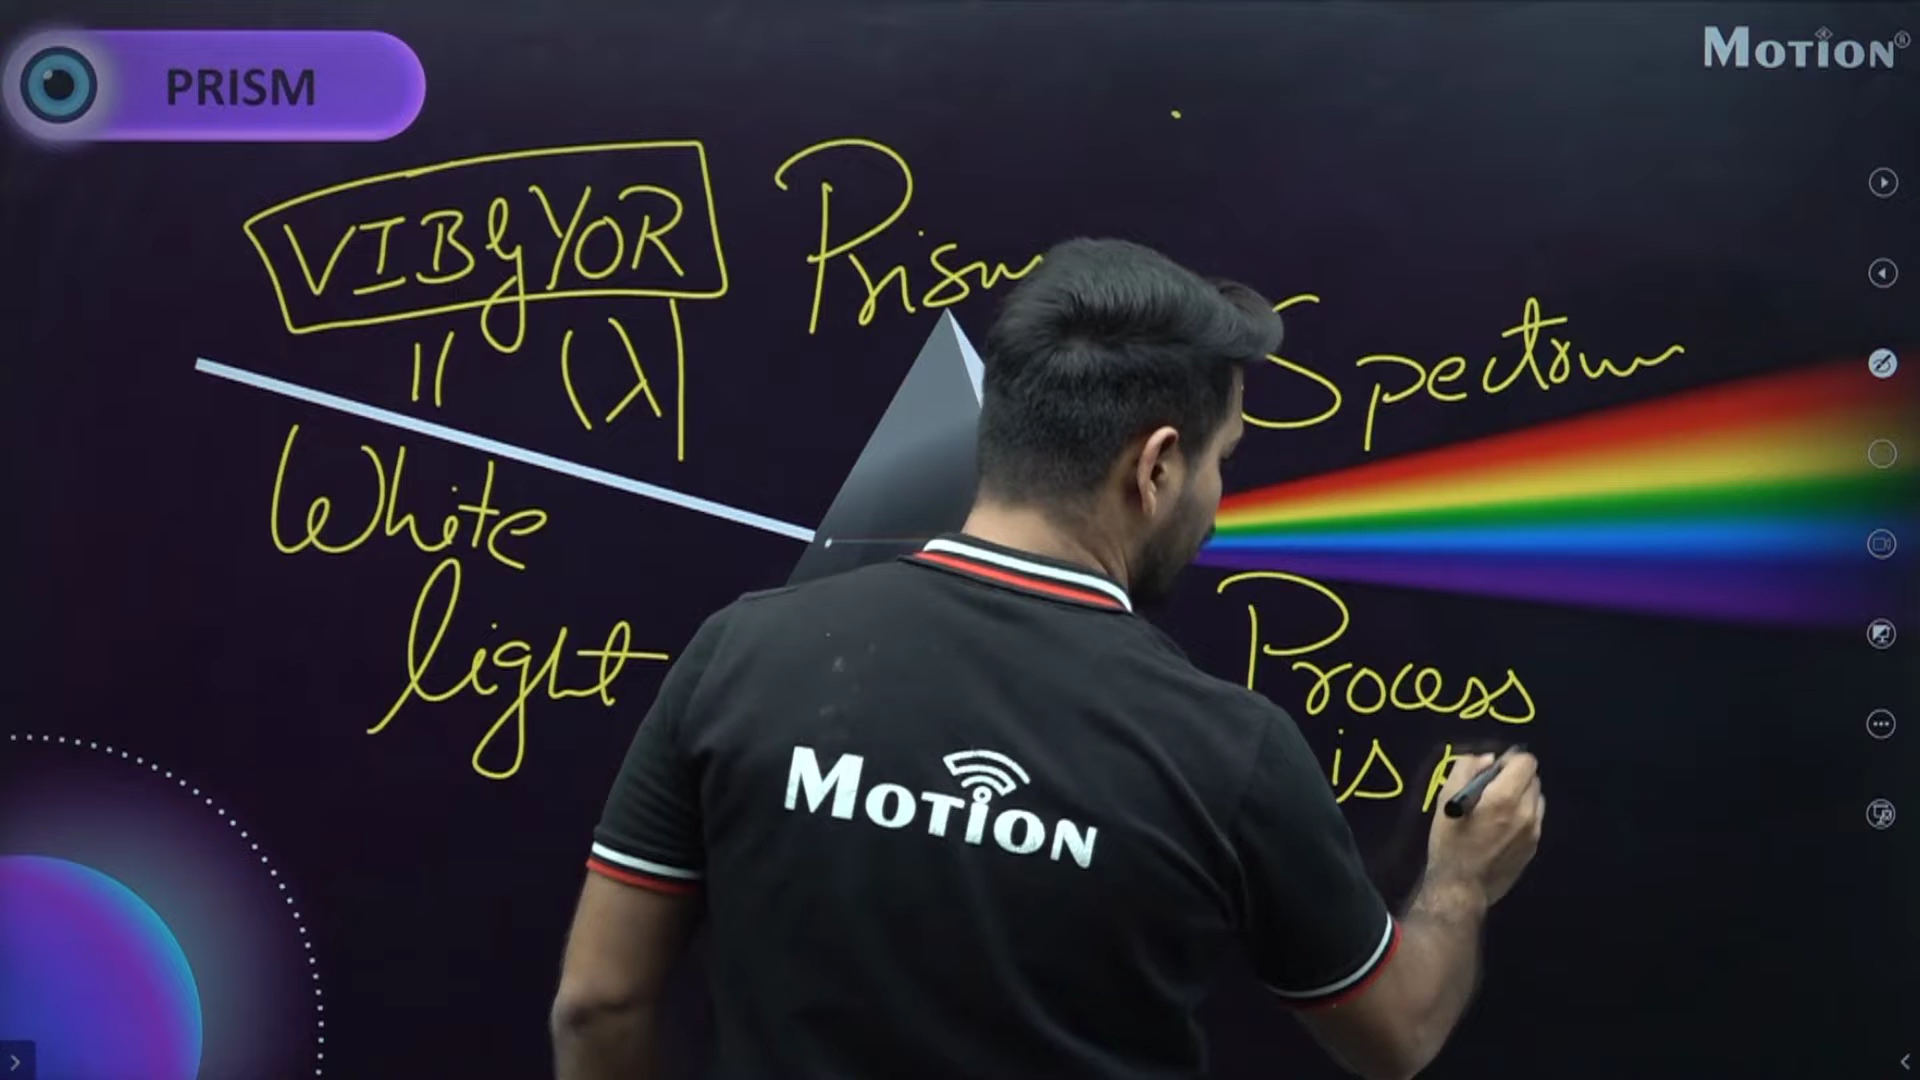 PRISM
MOTION®
VIBGYOR
Prism
Spectrum
|| (λ)
White
light
Process
is
MOTION